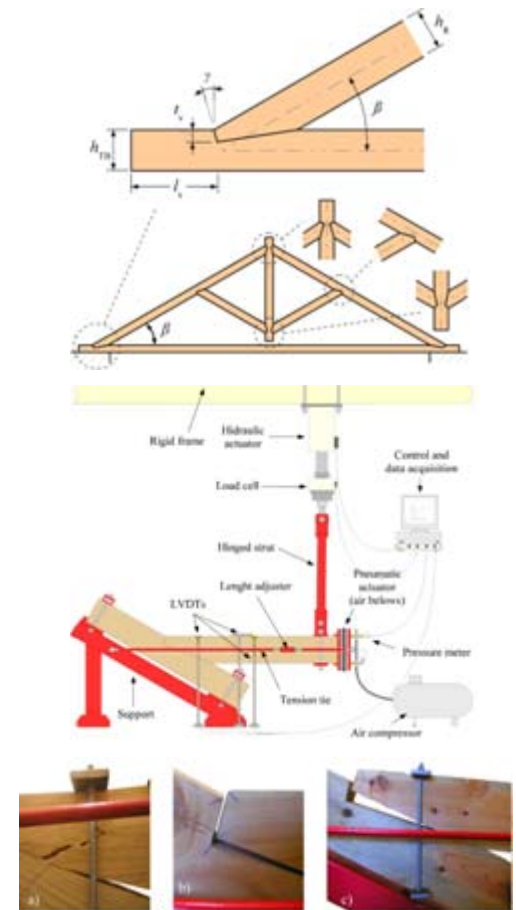 γ
h_R
t_v
β
h_TB
l_v
β
Rigid frame
Hidraulic
actuator
Load cell
Control and
data acquisition
Hinged strut
Pneumatic
actuator
(air belows)
LVDTs
Lenght adjuster
Pressure meter
Support
Tension tie
Air compressor
a)
b)
c)